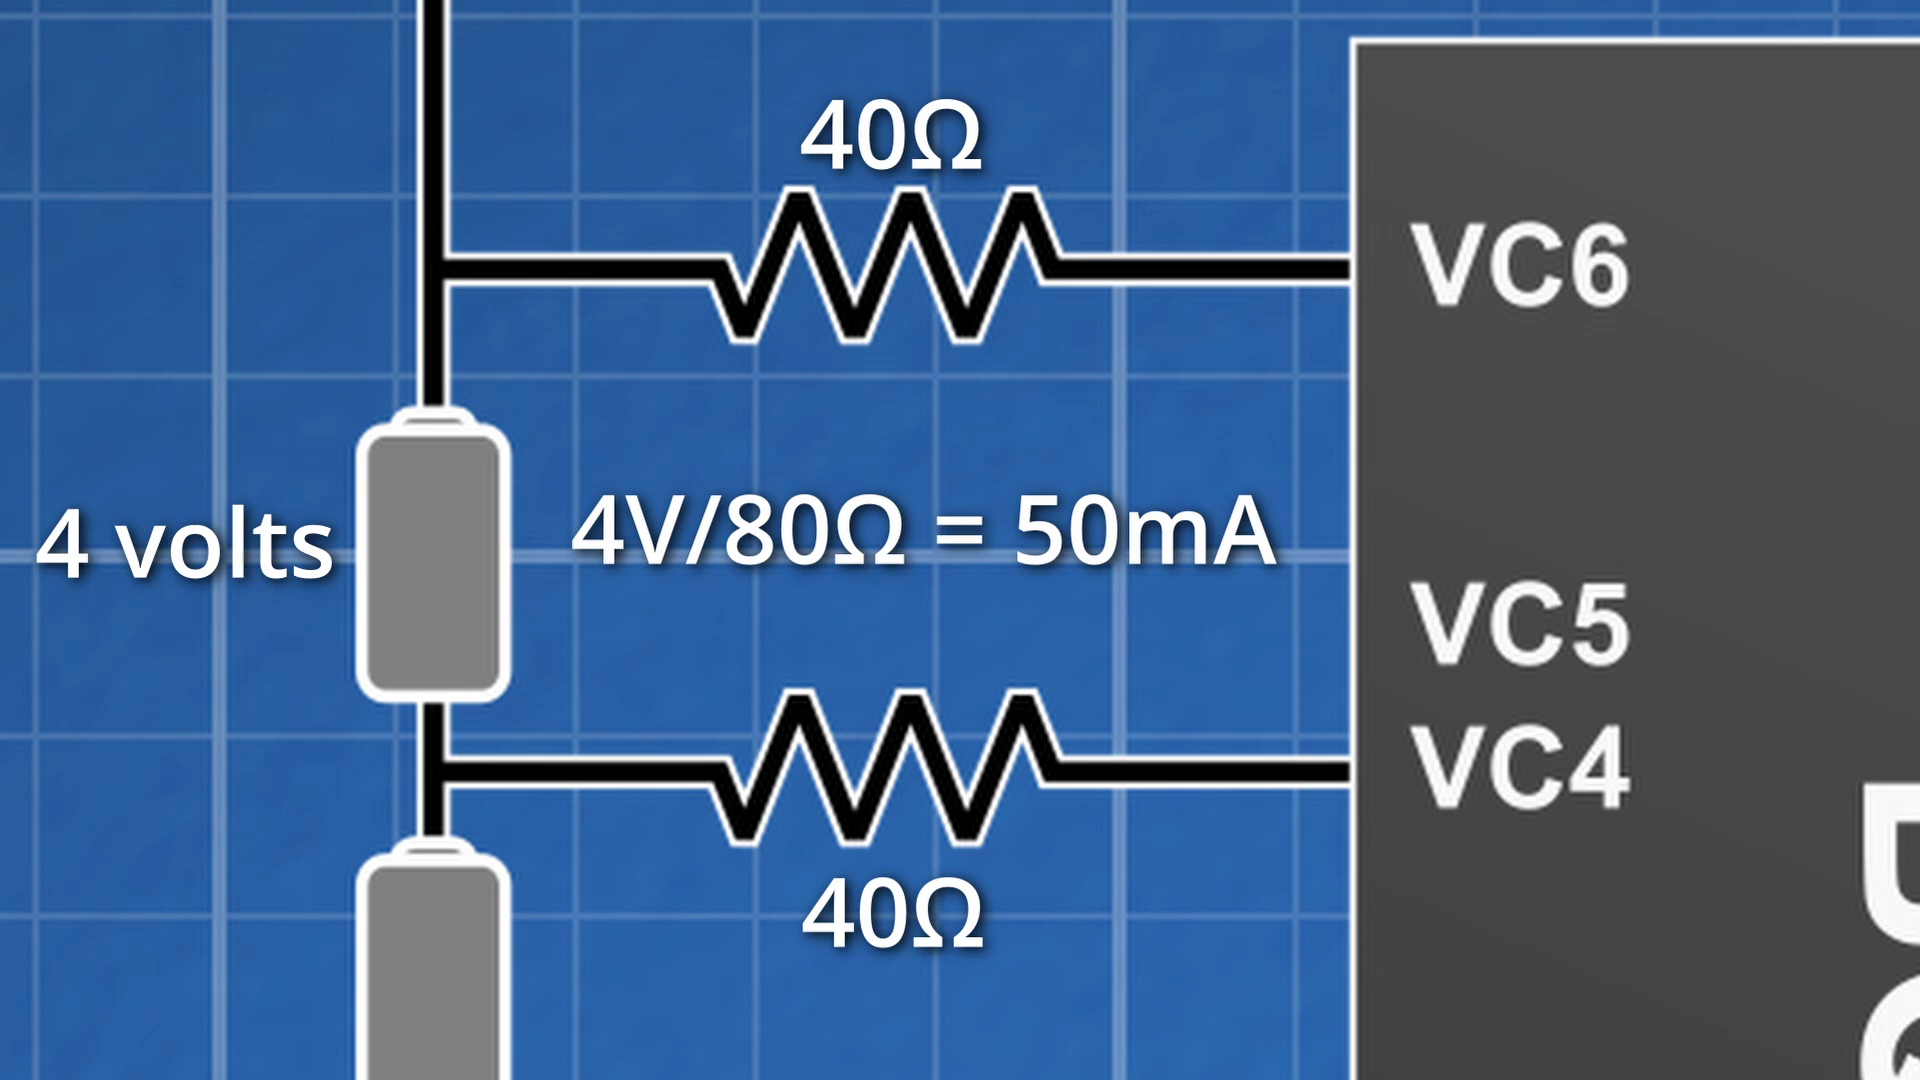 40Ω
VC6
4 volts
4V/80Ω = 50mA
VC5
VC4
40Ω